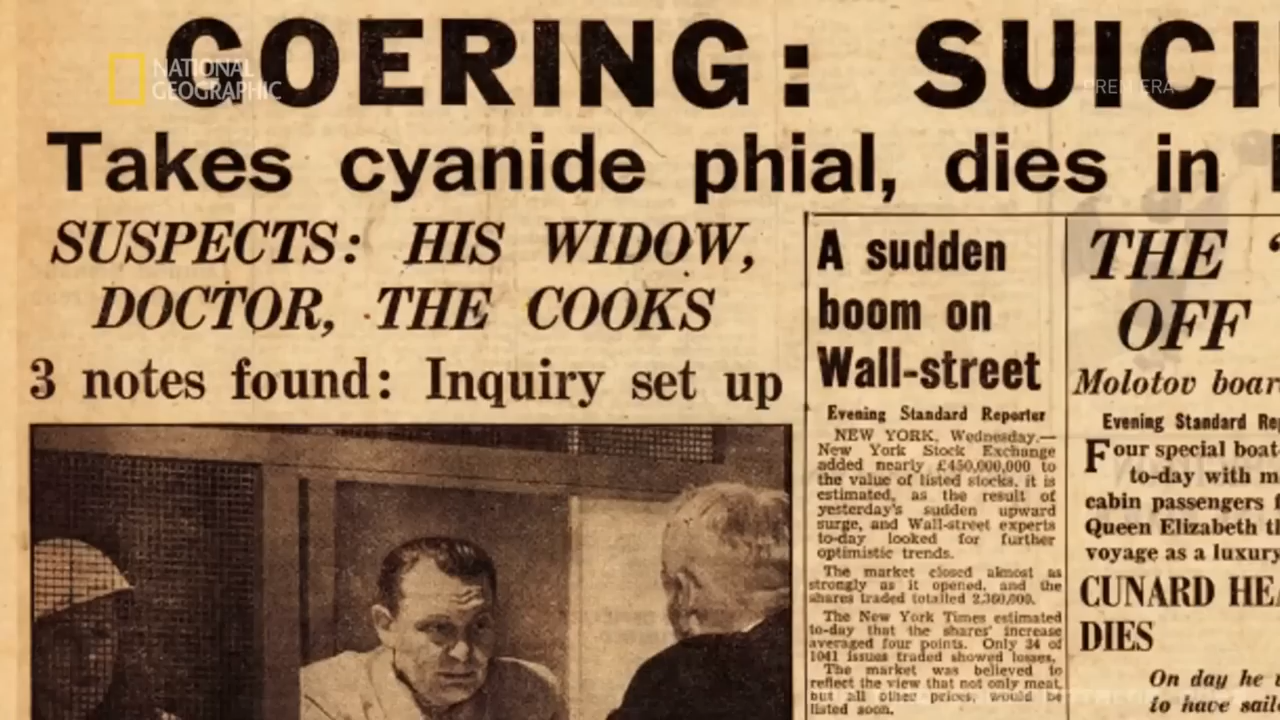 GOERING: SUICI
Takes cyanide phial, dies in
SUSPECTS: HIS WIDOW,
DOCTOR, THE COOKS
3 notes found: Inquiry set up
NATIONAL
GEOGRAPHIC
PREMIERA
A sudden
boom on
Wall-street
Evening Standard Reporter
NEW YORK, Wednesday.—
New York Stock Exchange
added nearly £450,000,000 to
the value of listed stocks, it is
estimated, as the result of
yesterday's sudden upward
surge, and Wall-street experts
to-day looked for further
optimistic trends.
The market closed almost as
strongly as it opened, and the
shares traded totalled 2,360,000.
The New York Times estimated
to-day that the shares' increase
averaged four points. Only 34 of
1041 issues traded showed losses.
The market was believed to
reflect the view that not only meat,
but all other prices, would be
listed soon.
THE ‘
OFF
Molotov boar
Evening Standard Rep
Four special boat-
to-day with m
cabin passengers
Queen Elizabeth th
voyage as a luxury
CUNARD HEA
DIES
On day he
to have sail